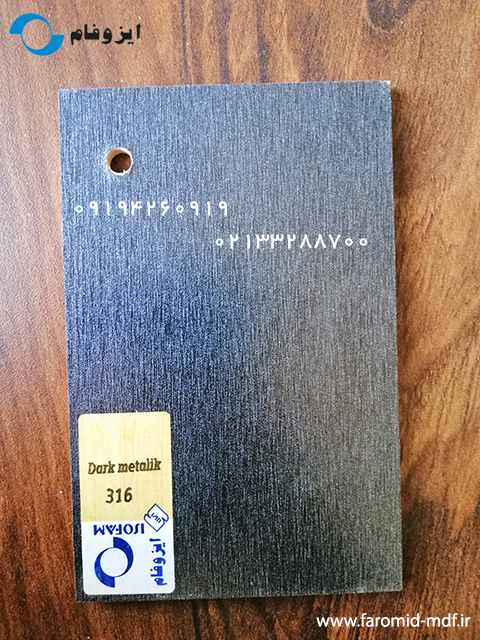 ایزوفام
۰۹۱۹۴۲۶۰۹۱۹
۰۲۱۳۳۲۸۸۷۰۰
Dark metalik
316
ISOFAM
ایزوفام
www.faromid-mdf.ir